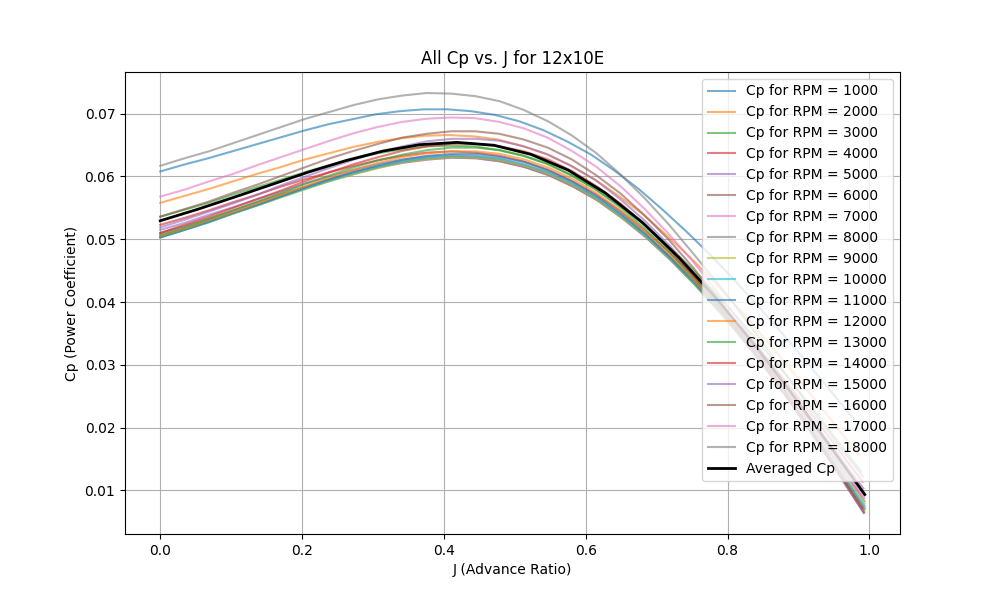 All Cp vs. J for 12x10E
Cp (Power Coefficient)
0.07
0.06
0.05
0.04
0.03
0.02
0.01
Cp for RPM = 1000
Cp for RPM = 2000
Cp for RPM = 3000
Cp for RPM = 4000
Cp for RPM = 5000
Cp for RPM = 6000
Cp for RPM = 7000
Cp for RPM = 8000
Cp for RPM = 9000
Cp for RPM = 10000
Cp for RPM = 11000
Cp for RPM = 12000
Cp for RPM = 13000
Cp for RPM = 14000
Cp for RPM = 15000
Cp for RPM = 16000
Cp for RPM = 17000
Cp for RPM = 18000
Averaged Cp
0.0 0.2 0.4 0.6 0.8 1.0
J (Advance Ratio)